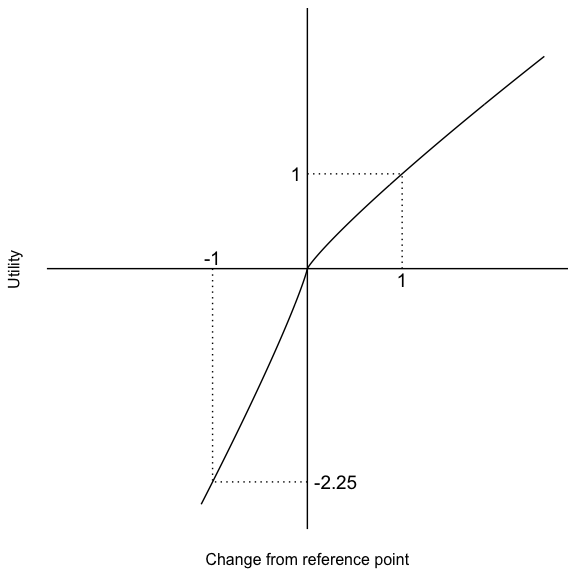 1
-1
1
Utility
-2.25
Change from reference point